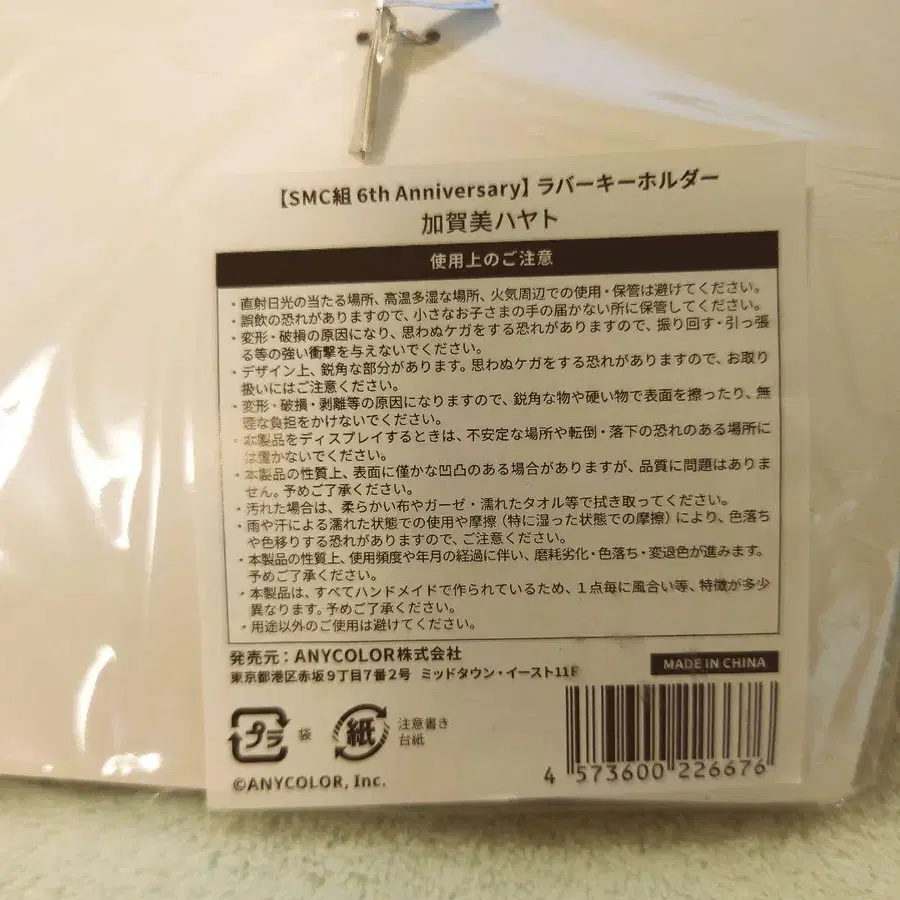 【SMC組 6th Anniversary】ラバーキーホルダー
加賀美ハヤト
使用上のご注意
・直射日光の当たる場所、高温多湿な場所、火気周辺での使用・保管は避けてください。
・誤飲の恐れがありますので、小さなお子さまの手の届かない所に保管してください。
・変形・破損の原因になり、思わぬケガをする恐れがありますので、振り回す・引っ張
る等の強い衝撃を与えないでください。
・デザイン上、鋭角な部分があります。思わぬケガをする恐れがありますので、お取り
扱いにはご注意ください。
・変形・破損・剥離等の原因になりますので、鋭角な物や硬い物で表面を擦ったり、無
理な負担をかけないでください。
・本製品をディスプレイするときは、不安定な場所や転倒・落下の恐れのある場所に
は置かないでください。
・本製品の性質上、表面に僅かな凹凸のある場合がありますが、品質に問題はありま
せん。予めご了承ください。
・汚れた場合は、柔らかい布やガーゼ・濡れたタオル等で拭き取ってください。
・雨や汗による濡れた状態での使用や摩擦（特に湿った状態での摩擦）により、色落ち
や色移りする恐れがありますので、ご注意ください。
・本製品の性質上、使用頻度や年月の経過に伴い、磨耗劣化・色落ち・変退色が進みます。
予めご了承ください。
・本製品は、すべてハンドメイドで作られているため、1点毎に風合い等、特徴が多少
異なります。予めご了承ください。
・用途以外のご使用は避けてください。
発売元：ANYCOLOR株式会社
東京都港区赤坂9丁目7番2号 ミッドタウン・イースト11F
MADE IN CHINA
プラ 袋 紙 注意書き
台紙
©ANYCOLOR, Inc.
4 573600 226676